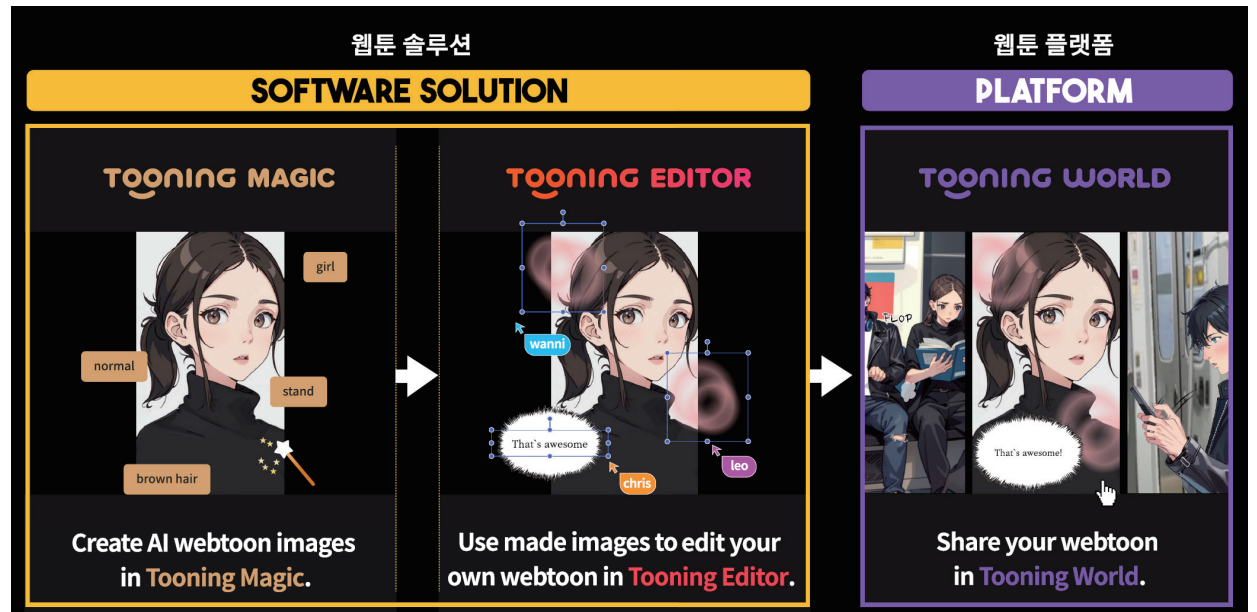 웹툰 솔루션
SOFTWARE SOLUTION
TOONING MAGIC
girl
normal
stand
brown hair
Create AI webtoon images
in Tooning Magic.
TOONING EDITOR
wanni
That`s awesome
leo
chris
Use made images to edit your
own webtoon in Tooning Editor.
웹툰 플랫폼
PLATFORM
TOONING WORLD
FLOP
That`s awesome!
Share your webtoon
in Tooning World.